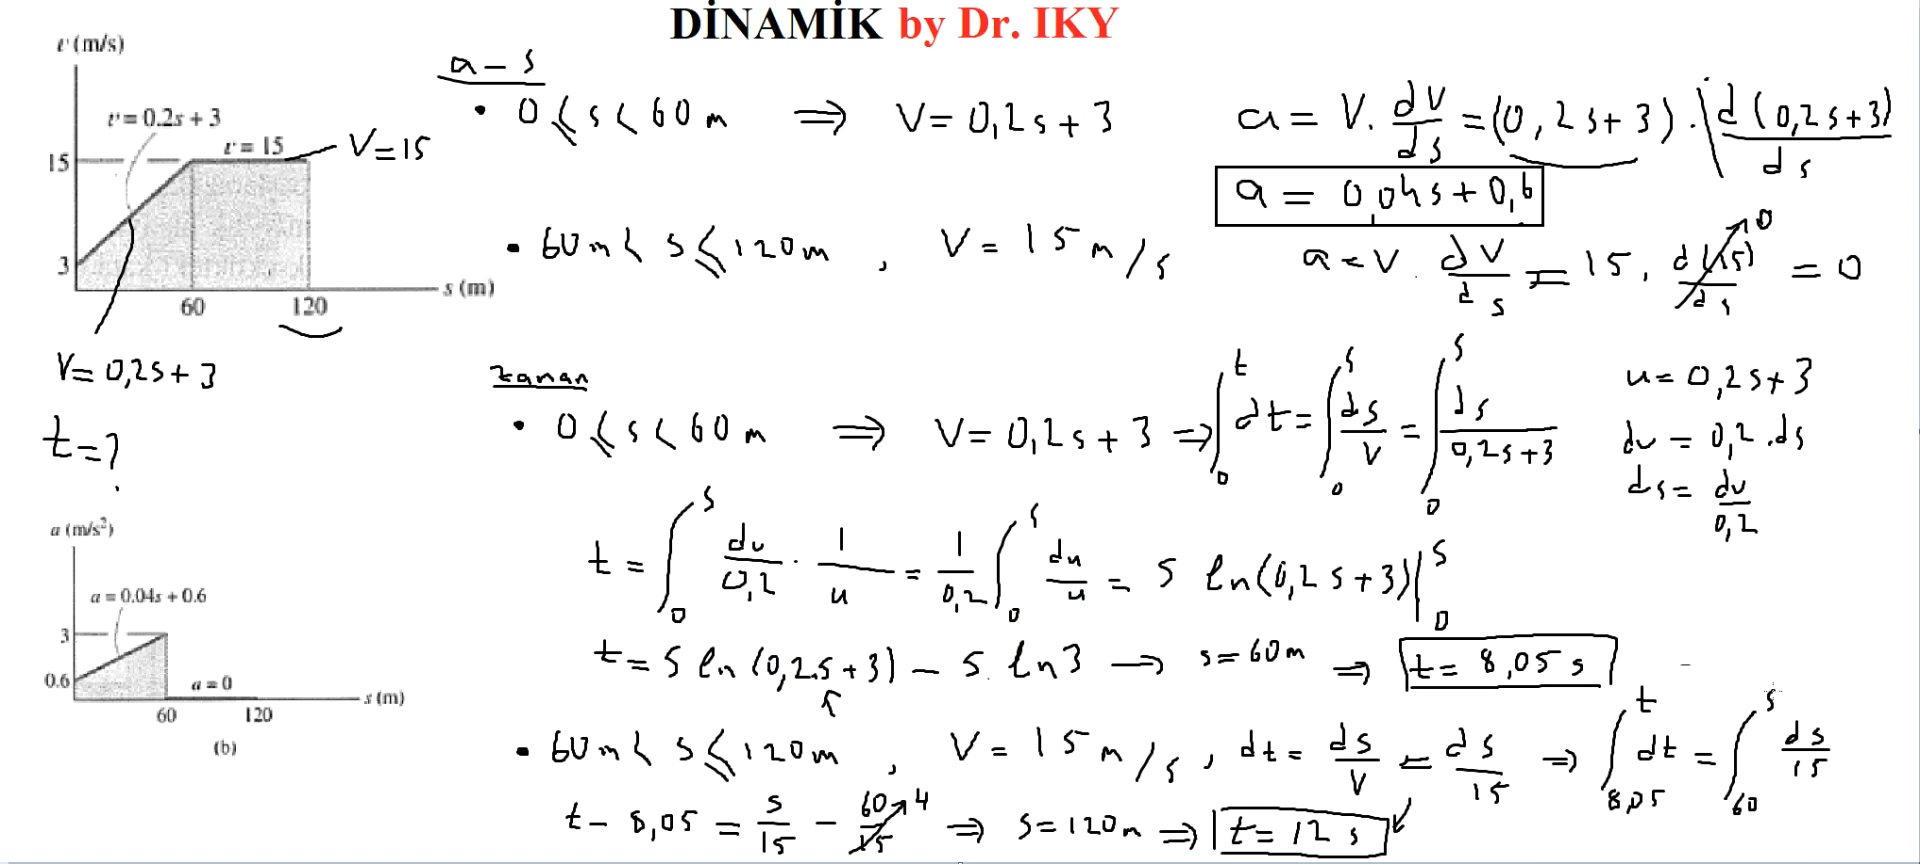 DİNAMİK by Dr. IKY
v (m/s)
v = 0.2s + 3
v = 15
V=15
15
3
60
120
s (m)
V= 0,2s+3
t=?
a (m/s²)
a = 0.04s + 0.6
3
0.6
a = 0
60
120
s (m)
(b)
a - s
• 0 ≤ s < 60 m ⇒ V= 0,2s+3
a = V. dV/ds = (0,2s+3) . d(0,2s+3)/ds
a = 0,04s+0,6
• 60 m < s ≤ 120 m , V = 15 m/s
a = V . dV/ds = 15 . d(15)/ds = 0
0
zaman
• 0 ≤ s < 60 m ⇒ V= 0,2s+3 ⇒ ∫₀ᵗ dt = ∫₀ˢ ds/V = ∫₀ˢ ds/0,2s+3
u = 0,2s+3
du = 0,2.ds
ds = du/0,2
t = ∫₀ˢ du/0,2 . 1/u = 1/0,2 ∫₀ˢ du/u = 5 ln(0,2s+3)|₀ˢ
t = 5 ln(0,2.s+3) - 5. ln3 → s=60m ⇒ t= 8,05 s
• 60 m < s ≤ 120 m , V = 15 m/s , dt = ds/V = ds/15 ⇒ ∫₈,₀₅ᵗ dt = ∫₆₀ˢ ds/15
t - 8,05 = s/15 - 60/15 4 ⇒ s=120m ⇒ t= 12 s